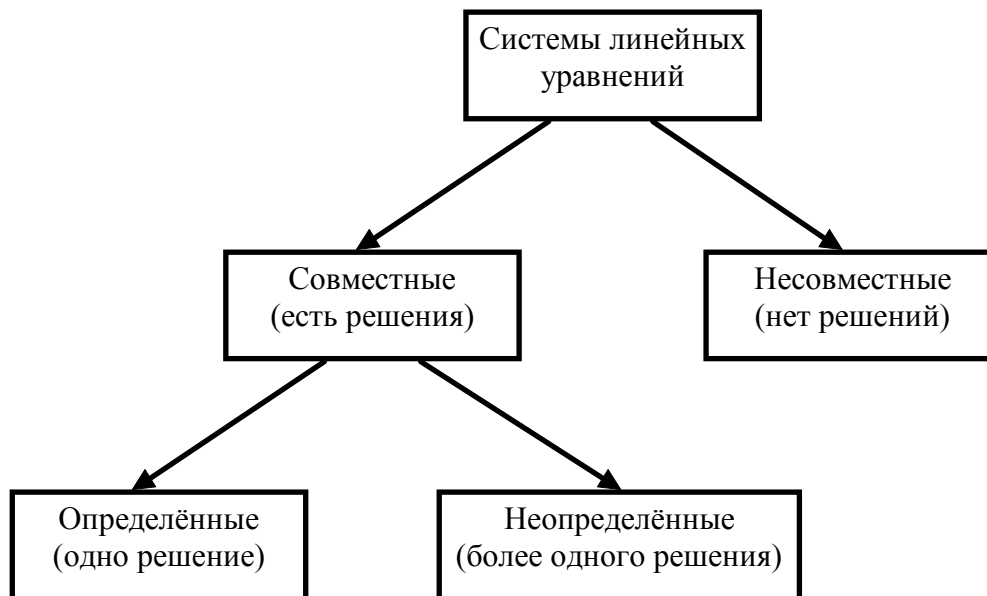 Системы линейных
уравнений
Совместные
(есть решения)
Несовместные
(нет решений)
Определённые
(одно решение)
Неопределённые
(более одного решения)